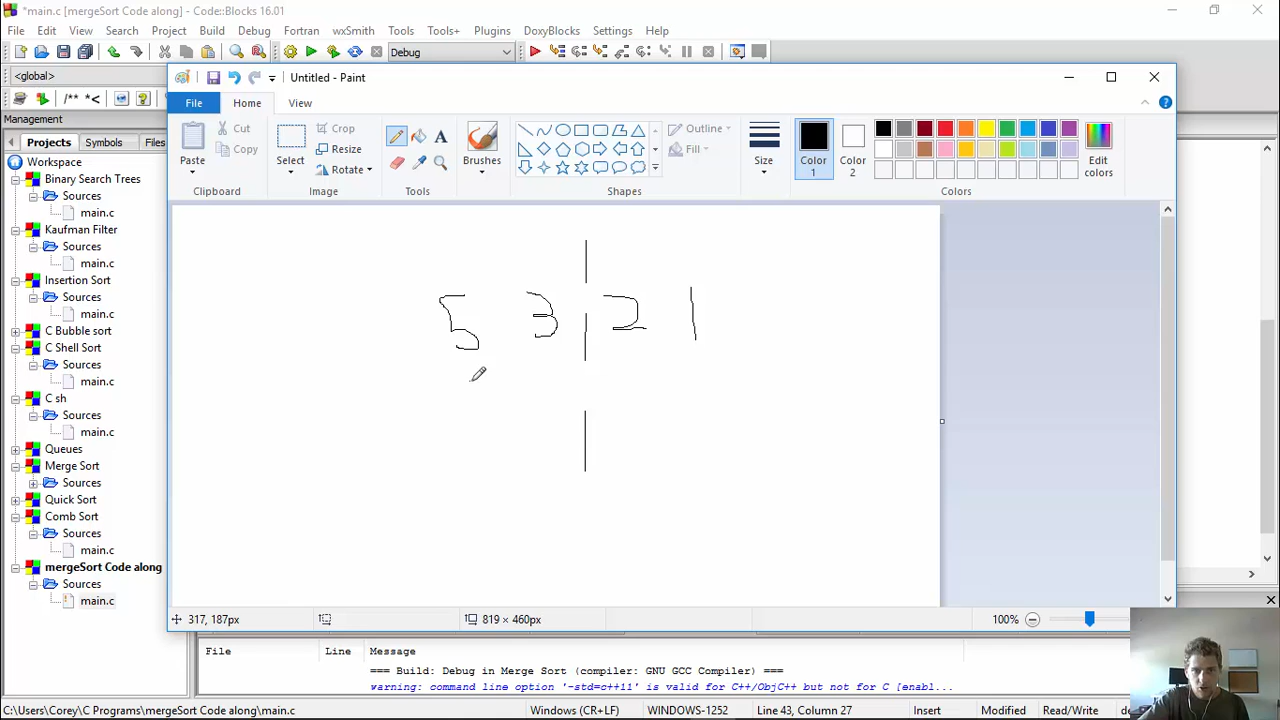 *main.c [mergeSort Code along] - Code::Blocks 16.01
File Edit View Search Project Build Debug Fortran wxSmith Tools Tools+ Plugins DoxyBlocks Settings Help
Debug
<global>
/** *<
Management
Projects Symbols Files
Workspace
Binary Search Trees
Sources
main.c
Kaufman Filter
Sources
main.c
Insertion Sort
Sources
main.c
C Bubble sort
C Shell Sort
Sources
main.c
C sh
Sources
main.c
Queues
Merge Sort
Sources
Quick Sort
Comb Sort
Sources
main.c
mergeSort Code along
Sources
main.c
Untitled - Paint
File Home View
Paste
Cut
Copy
Clipboard
Select
Crop
Resize
Rotate
Image
A
Tools
Brushes
Shapes
Outline
Fill
Size
Color 1
Color 2
Edit colors
Colors
5 3 2 1
317, 187px
819 × 460px
100%
File Line Message
=== Build: Debug in Merge Sort (compiler: GNU GCC Compiler) ===
warning: command line option '-std=c++11' is valid for C++/ObjC++ but not for C [enabl...
C:\Users\Corey\C Programs\mergeSort Code along\main.c Windows (CR+LF) WINDOWS-1252 Line 43, Column 27 Insert Modified Read/Write de